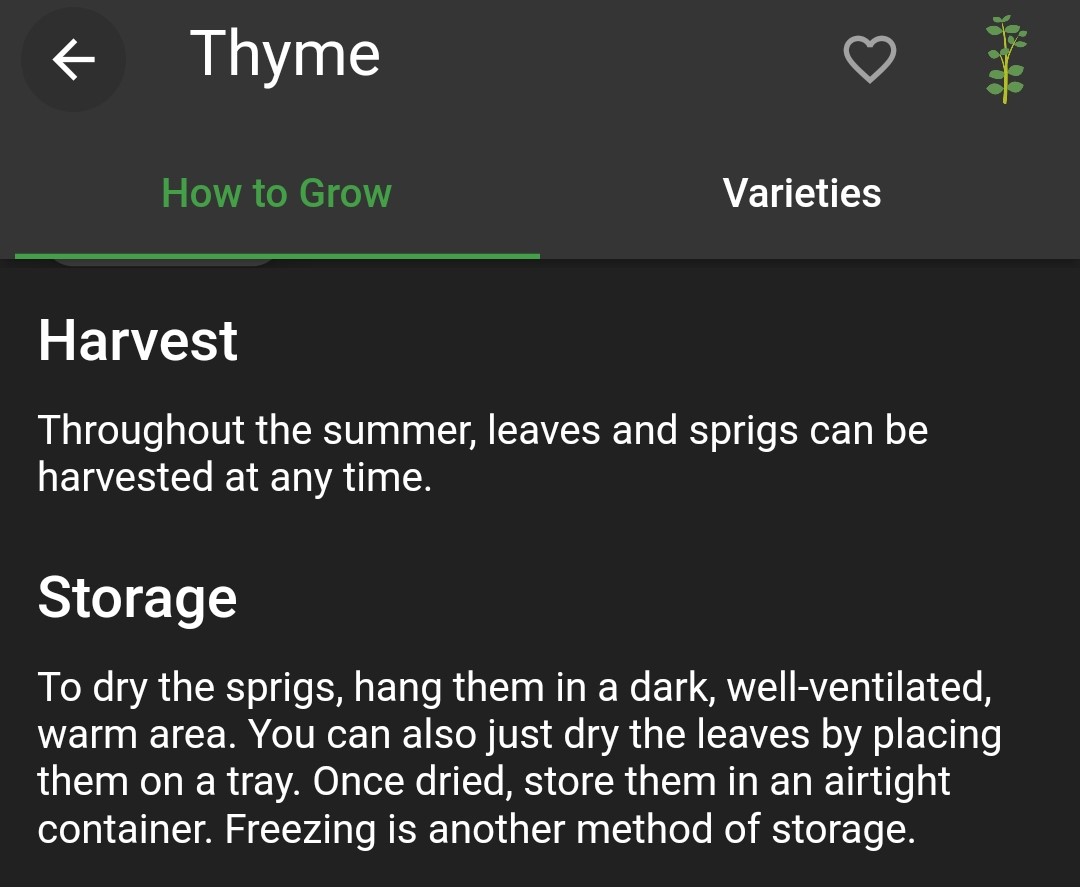 Thyme
How to Grow
Varieties
Harvest
Throughout the summer, leaves and sprigs can be
harvested at any time.
Storage
To dry the sprigs, hang them in a dark, well-ventilated,
warm area. You can also just dry the leaves by placing
them on a tray. Once dried, store them in an airtight
container. Freezing is another method of storage.